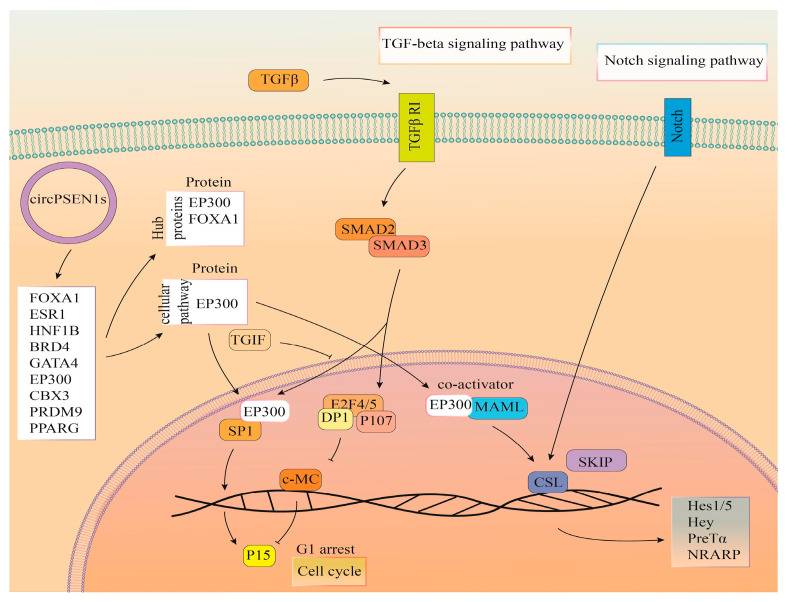 TGF-beta signaling pathway
Notch signaling pathway
TGFβ
TGFβ RI
Notch
circPSEN1s
Protein
Hub
proteins
EP300
FOXA1
SMAD2
SMAD3
Protein
cellular
pathway
EP300
FOXA1
ESR1
HNF1B
BRD4
GATA4
EP300
CBX3
PRDM9
PPARG
TGIF
co-activator
EP300
SP1
E2F4/5
DP1
P107
EP300
MAML
SKIP
CSL
c-MC
P15
G1 arrest
Cell cycle
Hes1/5
Hey
PreTα
NRARP